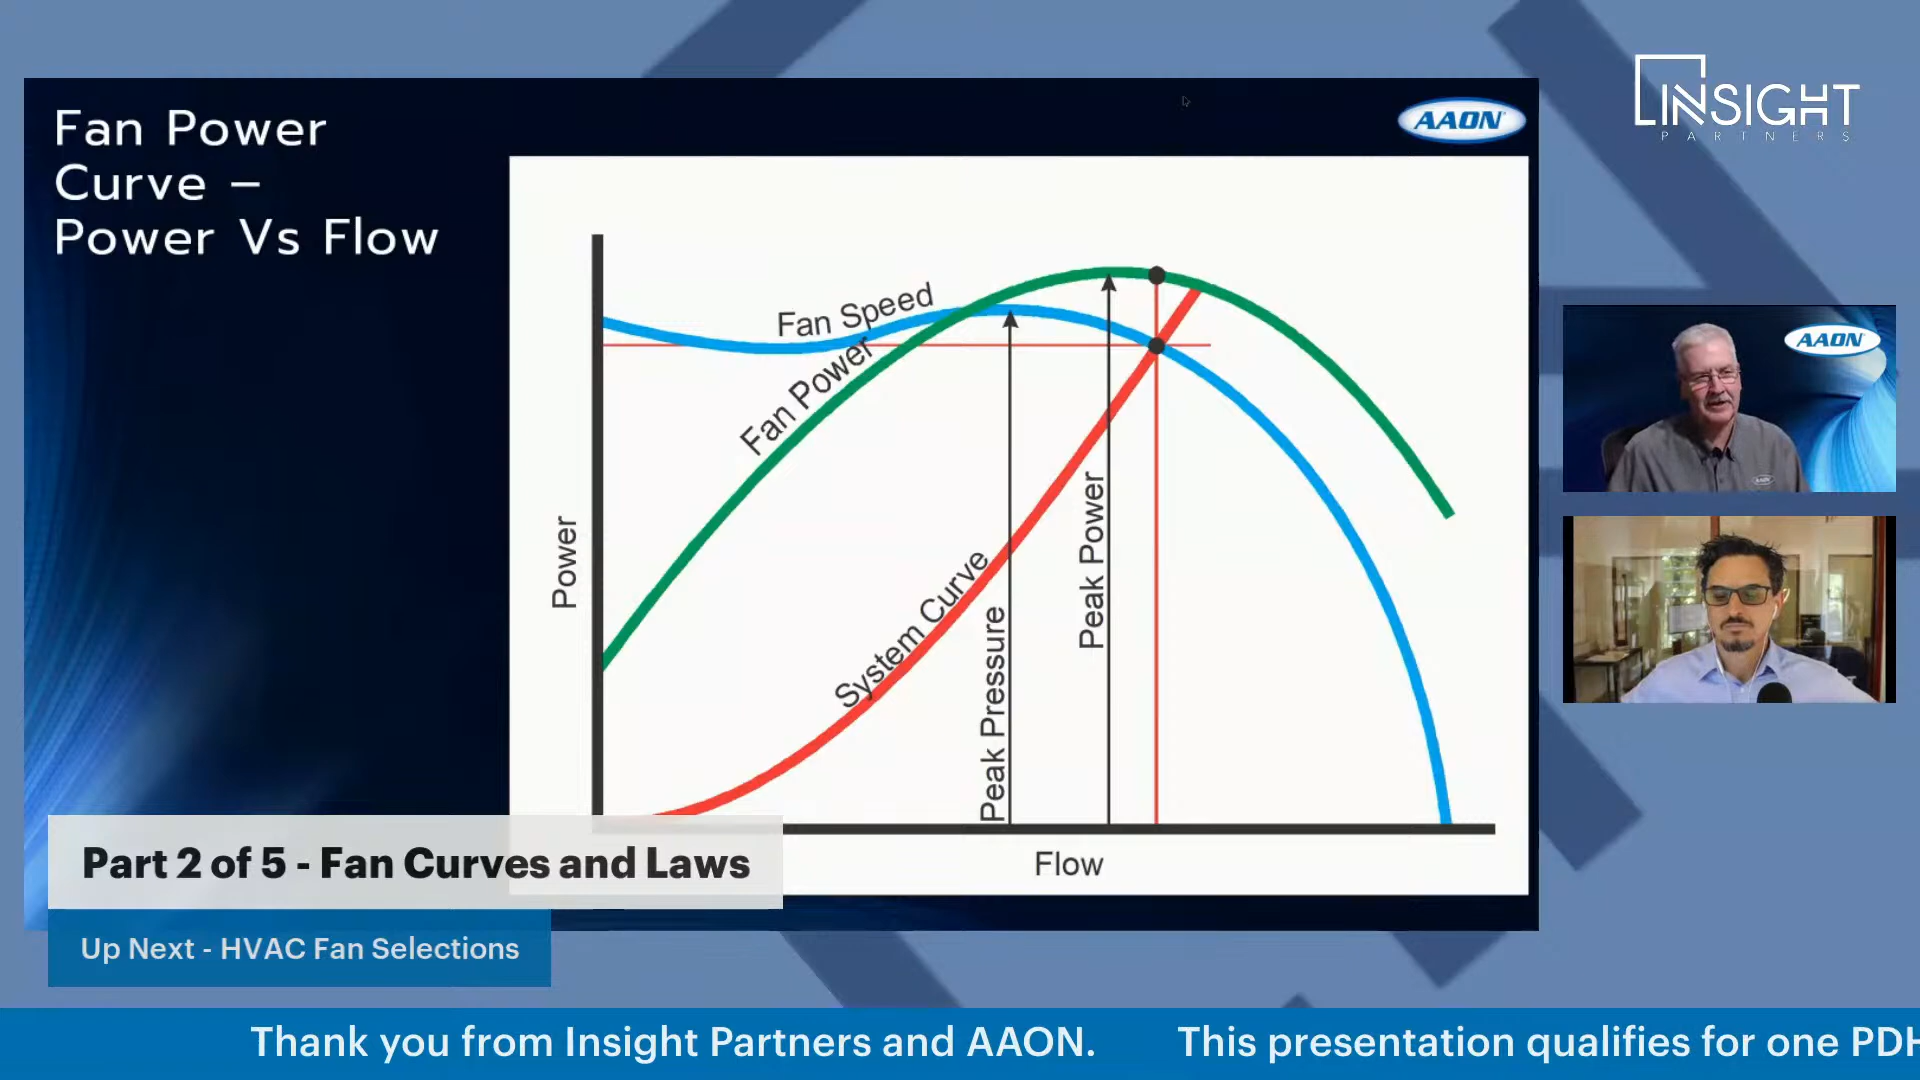 Fan Power
Curve –
Power Vs Flow
AAON
INSIGHT
PARTNERS
Fan Speed
Fan Power
System Curve
Peak Pressure
Peak Power
Power
Flow
AAON
Part 2 of 5 - Fan Curves and Laws
Up Next - HVAC Fan Selections
Thank you from Insight Partners and AAON. This presentation qualifies for one PDH